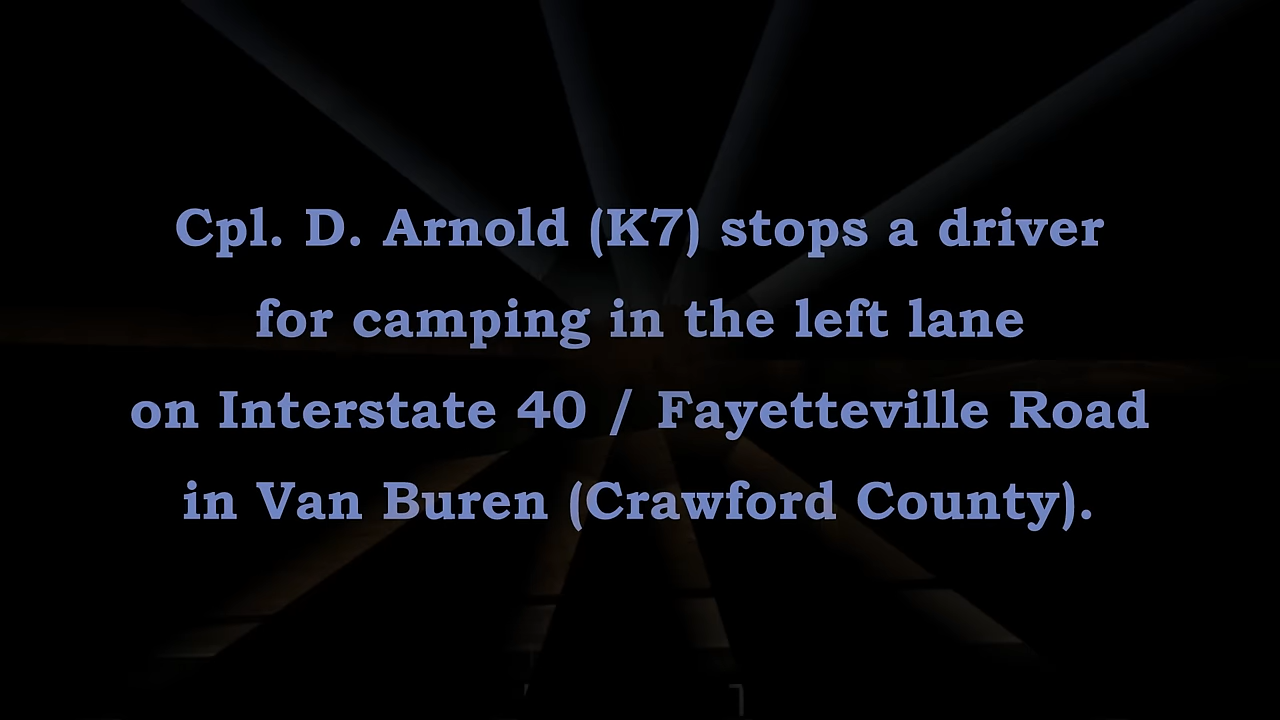 Cpl. D. Arnold (K7) stops a driver
for camping in the left lane
on Interstate 40 / Fayetteville Road
in Van Buren (Crawford County).